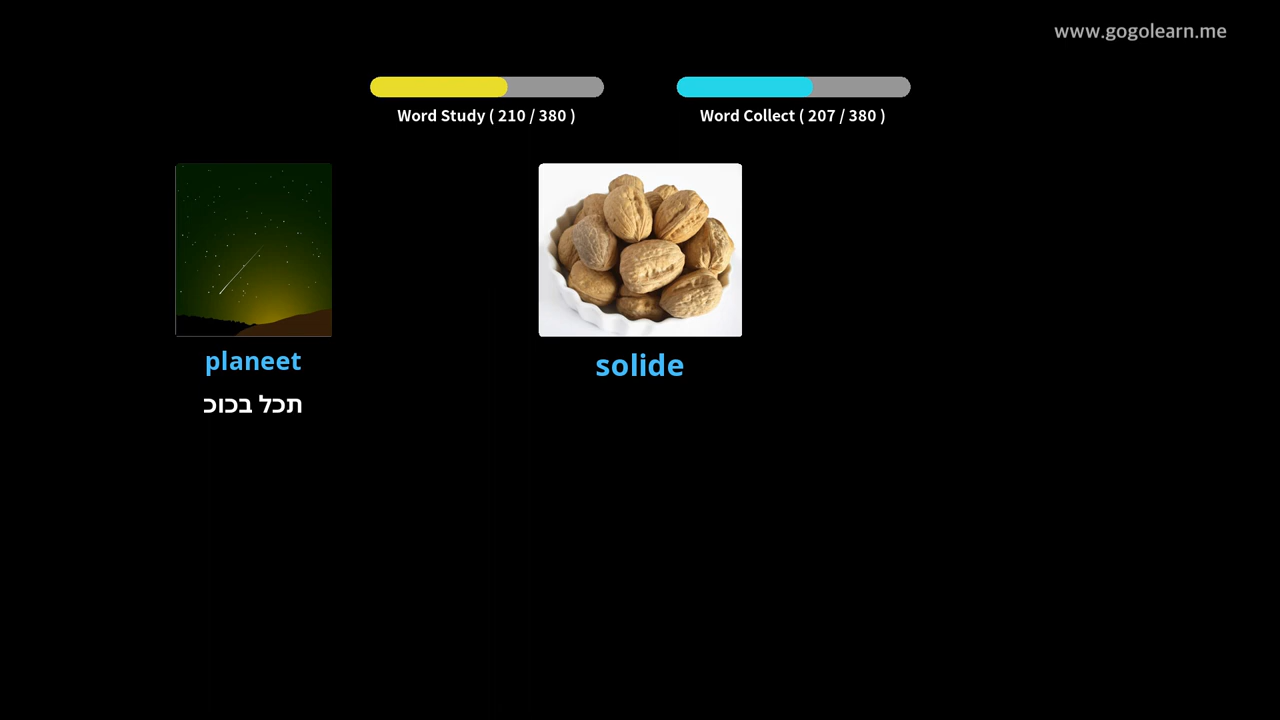 www.gogolearn.me
Word Study ( 210 / 380 )
Word Collect ( 207 / 380 )
planeet
תכל בכוכ
solide